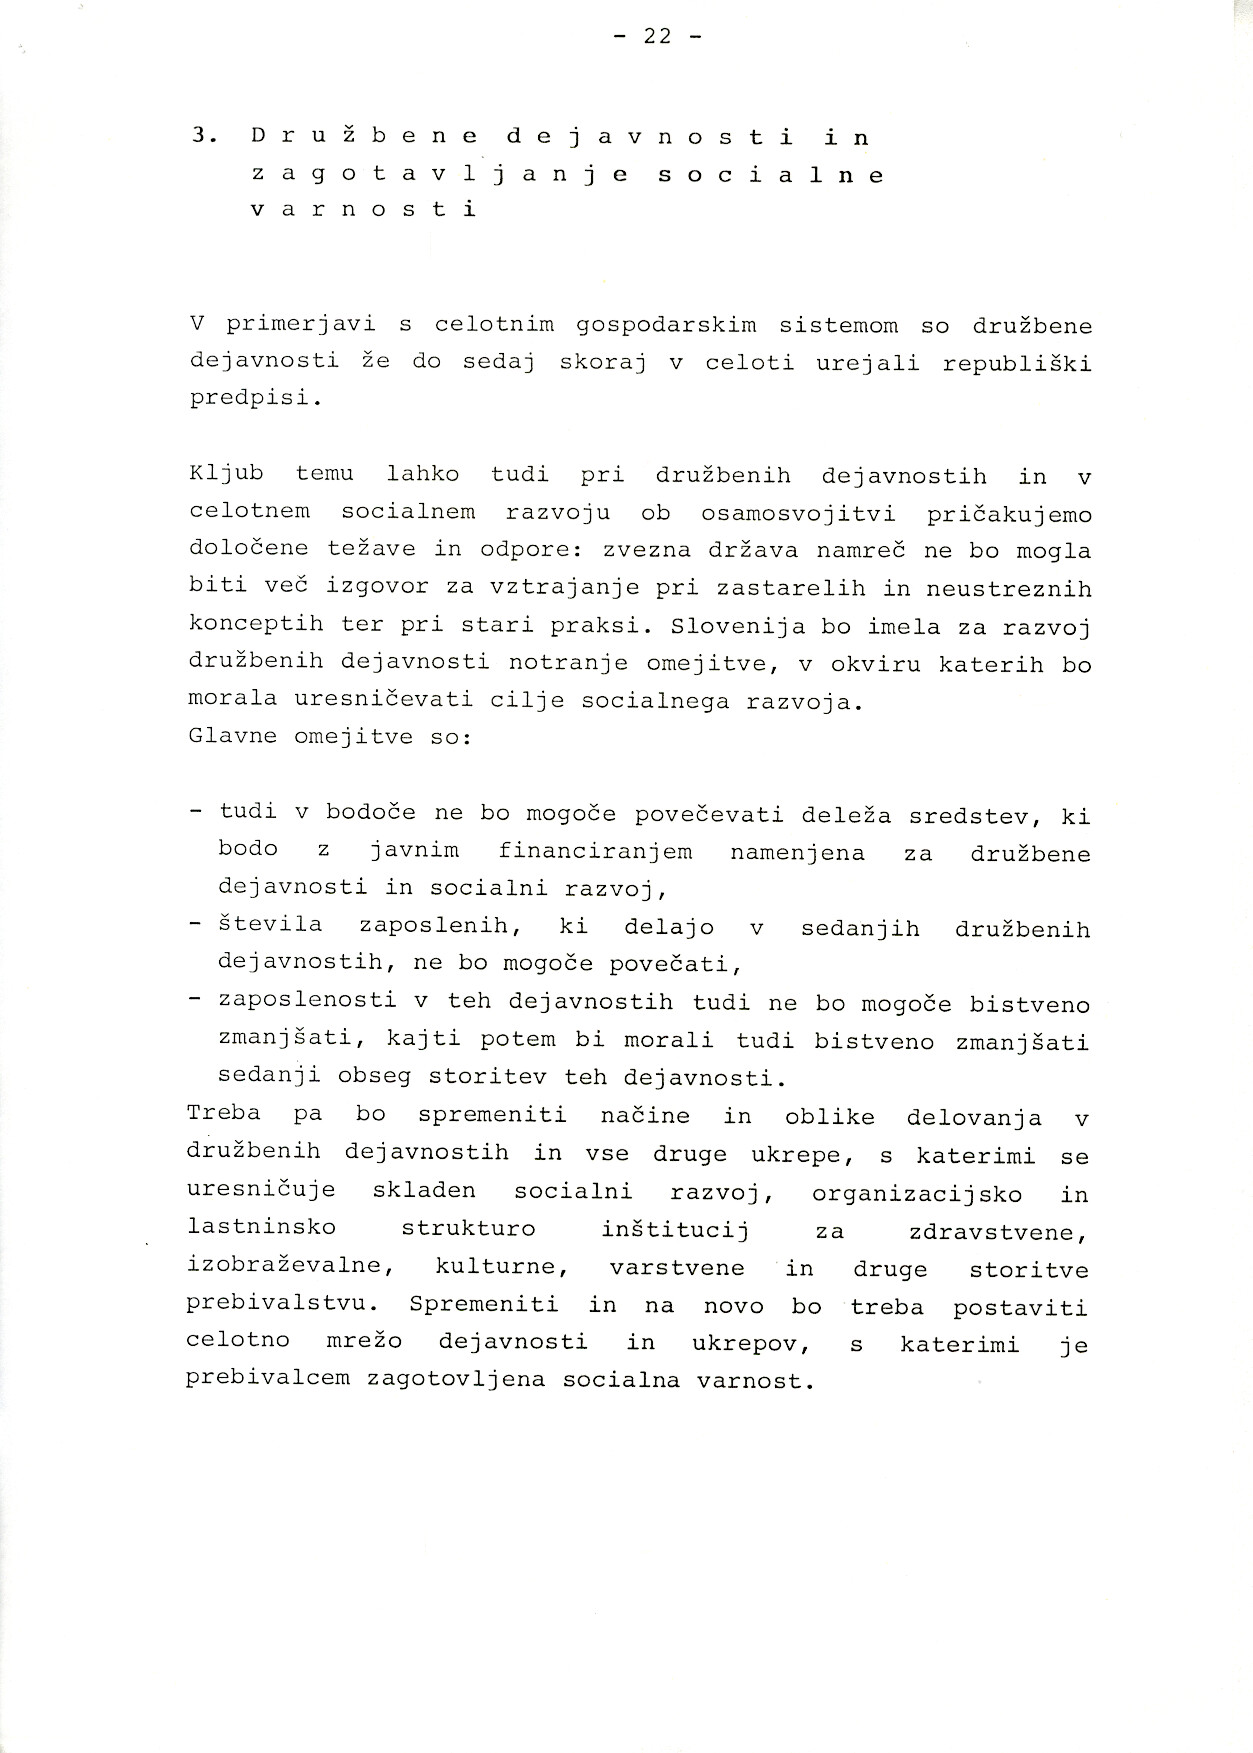 - 22 -
3. D r u ž b e n e  d e j a v n o s t i  i n
z a g o t a v l j a n j e  s o c i a l n e
v a r n o s t i
V primerjavi s celotnim gospodarskim sistemom so družbene
dejavnosti že do sedaj skoraj v celoti urejali republiški
predpisi.
Kljub temu lahko tudi pri družbenih dejavnostih in v
celotnem socialnem razvoju ob osamosvojitvi pričakujemo
določene težave in odpore: zvezna država namreč ne bo mogla
biti več izgovor za vztrajanje pri zastarelih in neustreznih
konceptih ter pri stari praksi. Slovenija bo imela za razvoj
družbenih dejavnosti notranje omejitve, v okviru katerih bo
morala uresničevati cilje socialnega razvoja.
Glavne omejitve so:
- tudi v bodoče ne bo mogoče povečevati deleža sredstev, ki
bodo z javnim financiranjem namenjena za družbene
dejavnosti in socialni razvoj,
- števila zaposlenih, ki delajo v sedanjih družbenih
dejavnostih, ne bo mogoče povečati,
- zaposlenosti v teh dejavnostih tudi ne bo mogoče bistveno
zmanjšati, kajti potem bi morali tudi bistveno zmanjšati
sedanji obseg storitev teh dejavnosti.
Treba pa bo spremeniti načine in oblike delovanja v
družbenih dejavnostih in vse druge ukrepe, s katerimi se
uresničuje skladen socialni razvoj, organizacijsko in
lastninsko strukturo inštitucij za zdravstvene,
izobraževalne, kulturne, varstvene in druge storitve
prebivalstvu. Spremeniti in na novo bo treba postaviti
celotno mrežo dejavnosti in ukrepov, s katerimi je
prebivalcem zagotovljena socialna varnost.